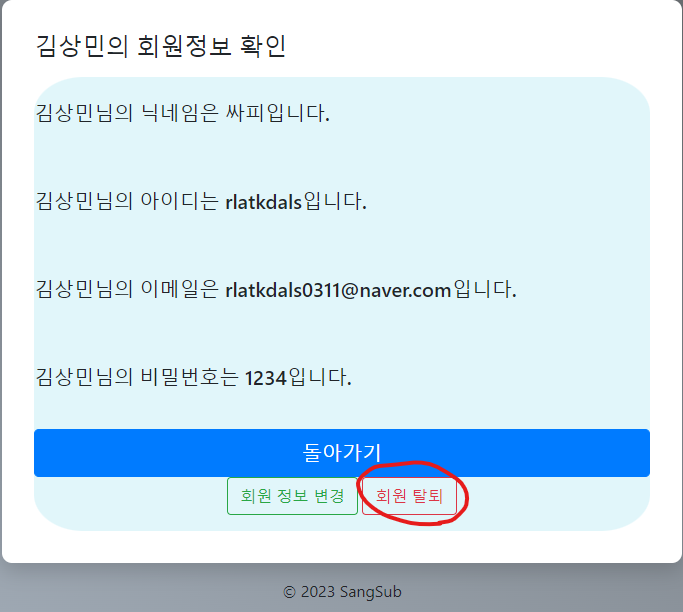 김상민의 회원정보 확인
김상민님의 닉네임은 싸피입니다.
김상민님의 아이디는 rlatkdals입니다.
김상민님의 이메일은 rlatkdals0311@naver.com입니다.
김상민님의 비밀번호는 1234입니다.
돌아가기
회원 정보 변경 회원 탈퇴
© 2023 SangSub